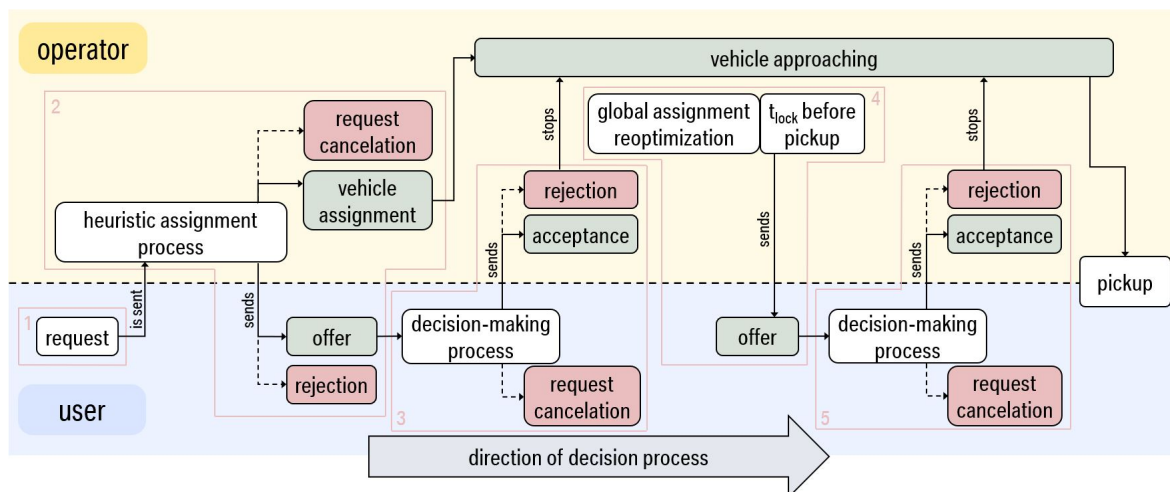 operator
vehicle approaching
2
request
cancelation
vehicle
assignment
heuristic assignment
process
stops
global assignment
reoptimization
t_lock before
pickup
4
stops
rejection
acceptance
sends
sends
rejection
acceptance
sends
pickup
1
request
is sent
sends
offer
rejection
decision-making
process
request
cancelation
3
offer
decision-making
process
request
cancelation
5
user
direction of decision process